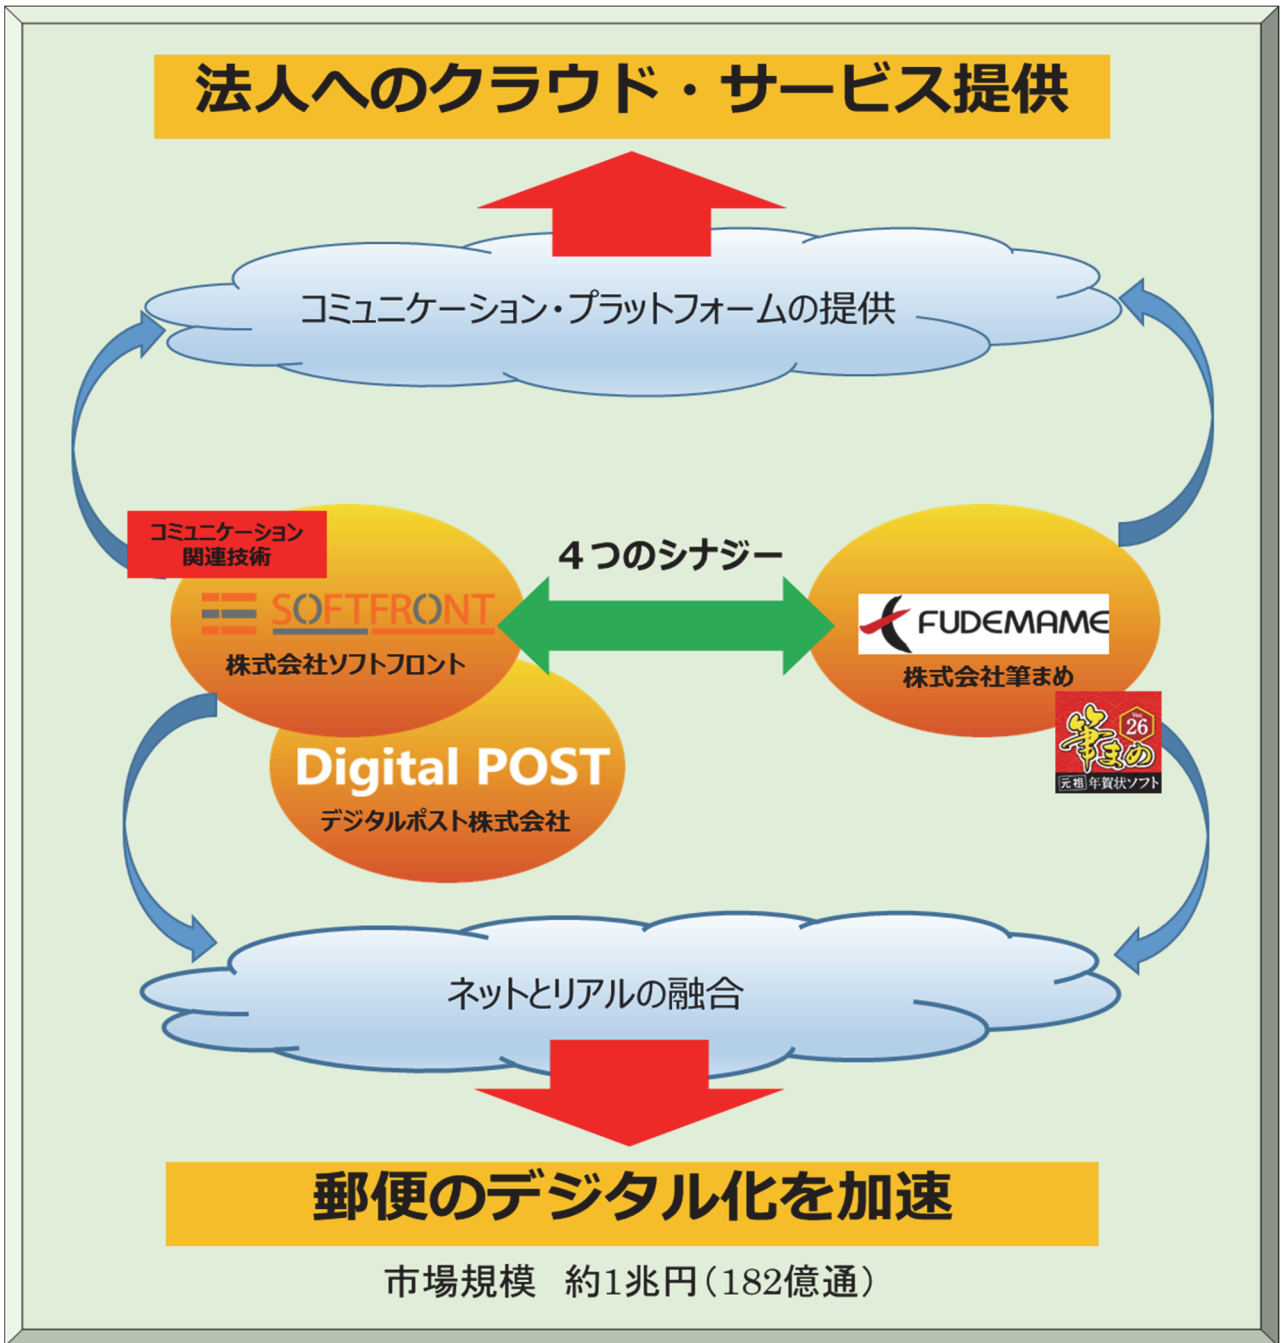 法人へのクラウド・サービス提供
コミュニケーション・プラットフォームの提供
コミュニケーション
関連技術
４つのシナジー
SOFTFRONT
株式会社ソフトフロント
FUDEMAME
株式会社筆まめ
Ver.
26
筆まめ
元祖 年賀状ソフト
Digital POST
デジタルポスト株式会社
ネットとリアルの融合
郵便のデジタル化を加速
市場規模　約1兆円（182億通）